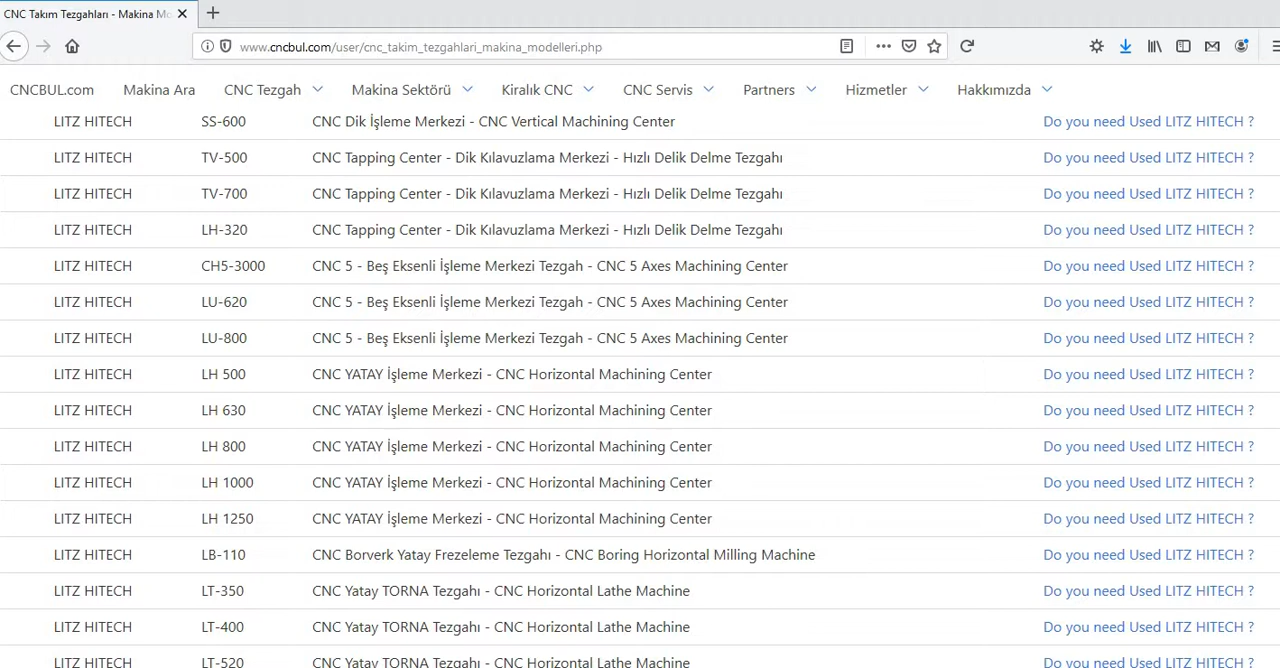 CNC Takım Tezgahları - Makina Mo
www.cncbul.com/user/cnc_takim_tezgahlari_makina_modelleri.php
CNCBUL.com Makina Ara CNC Tezgah Makina Sektörü Kiralık CNC CNC Servis Partners Hizmetler Hakkımızda
LITZ HITECH SS-600 CNC Dik İşleme Merkezi - CNC Vertical Machining Center Do you need Used LITZ HITECH ?
LITZ HITECH TV-500 CNC Tapping Center - Dik Kılavuzlama Merkezi - Hızlı Delik Delme Tezgahı Do you need Used LITZ HITECH ?
LITZ HITECH TV-700 CNC Tapping Center - Dik Kılavuzlama Merkezi - Hızlı Delik Delme Tezgahı Do you need Used LITZ HITECH ?
LITZ HITECH LH-320 CNC Tapping Center - Dik Kılavuzlama Merkezi - Hızlı Delik Delme Tezgahı Do you need Used LITZ HITECH ?
LITZ HITECH CH5-3000 CNC 5 - Beş Eksenli İşleme Merkezi Tezgah - CNC 5 Axes Machining Center Do you need Used LITZ HITECH ?
LITZ HITECH LU-620 CNC 5 - Beş Eksenli İşleme Merkezi Tezgah - CNC 5 Axes Machining Center Do you need Used LITZ HITECH ?
LITZ HITECH LU-800 CNC 5 - Beş Eksenli İşleme Merkezi Tezgah - CNC 5 Axes Machining Center Do you need Used LITZ HITECH ?
LITZ HITECH LH 500 CNC YATAY İşleme Merkezi - CNC Horizontal Machining Center Do you need Used LITZ HITECH ?
LITZ HITECH LH 630 CNC YATAY İşleme Merkezi - CNC Horizontal Machining Center Do you need Used LITZ HITECH ?
LITZ HITECH LH 800 CNC YATAY İşleme Merkezi - CNC Horizontal Machining Center Do you need Used LITZ HITECH ?
LITZ HITECH LH 1000 CNC YATAY İşleme Merkezi - CNC Horizontal Machining Center Do you need Used LITZ HITECH ?
LITZ HITECH LH 1250 CNC YATAY İşleme Merkezi - CNC Horizontal Machining Center Do you need Used LITZ HITECH ?
LITZ HITECH LB-110 CNC Borverk Yatay Frezeleme Tezgahı - CNC Boring Horizontal Milling Machine Do you need Used LITZ HITECH ?
LITZ HITECH LT-350 CNC Yatay TORNA Tezgahı - CNC Horizontal Lathe Machine Do you need Used LITZ HITECH ?
LITZ HITECH LT-400 CNC Yatay TORNA Tezgahı - CNC Horizontal Lathe Machine Do you need Used LITZ HITECH ?
LITZ HITECH LT-520 CNC Yatay TORNA Tezgahı - CNC Horizontal Lathe Machine Do you need Used LITZ HITECH ?